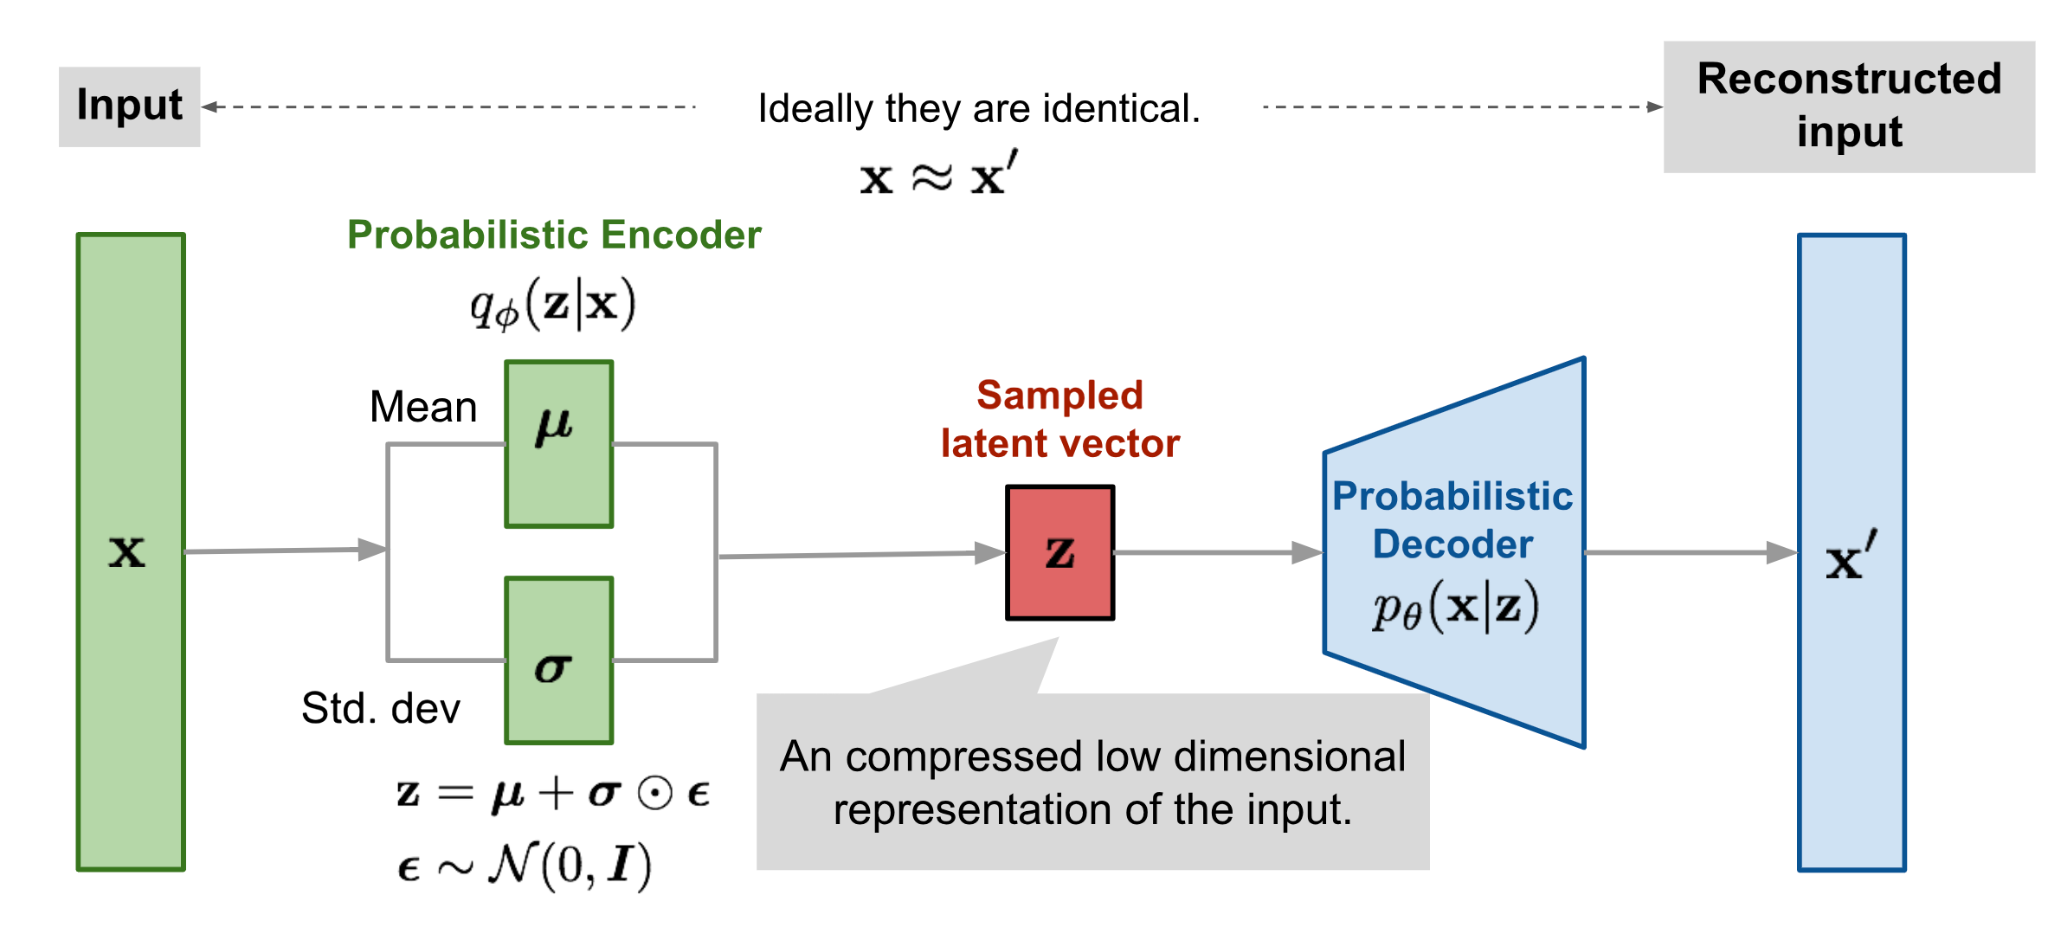 Input
Ideally they are identical.
x ≈ x′
Reconstructed
input
Probabilistic Encoder
qϕ(z|x)
Mean
μ
x
Std. dev
σ
z = μ + σ ⊙ ϵ
ϵ ∼ 𝒩(0, I)
Sampled
latent vector
z
An compressed low dimensional
representation of the input.
Probabilistic
Decoder
pθ(x|z)
x′